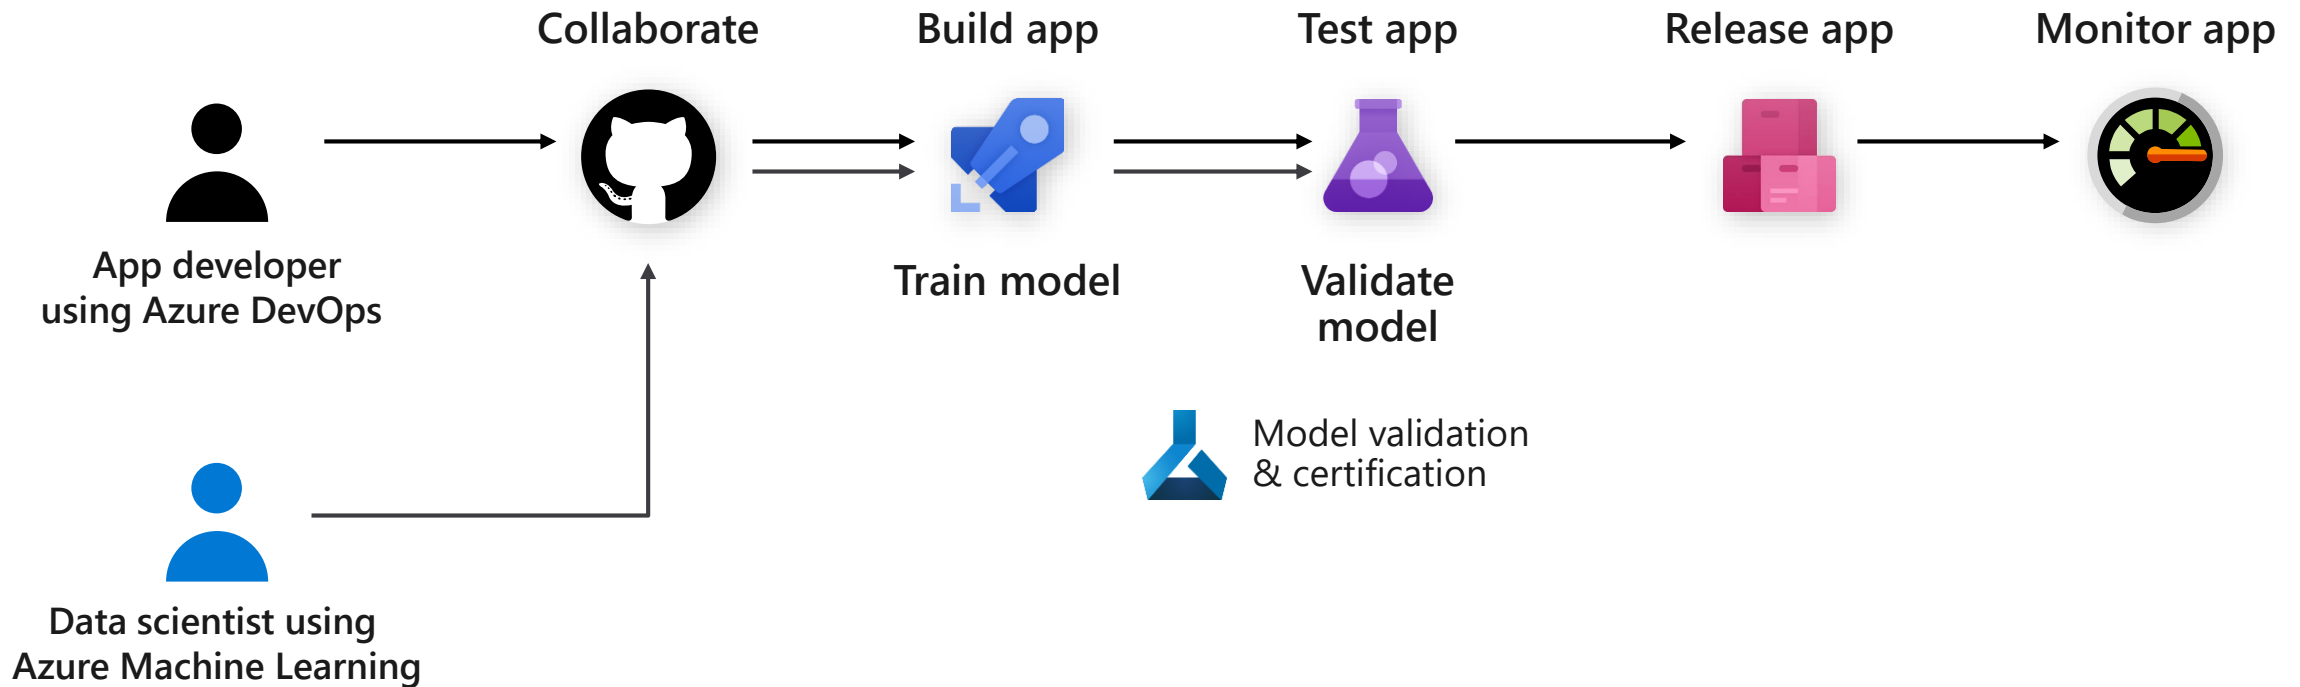 Collaborate
Build app
Test app
Release app
Monitor app
App developer
using Azure DevOps
Train model
Validate
model
Model validation
& certification
Data scientist using
Azure Machine Learning